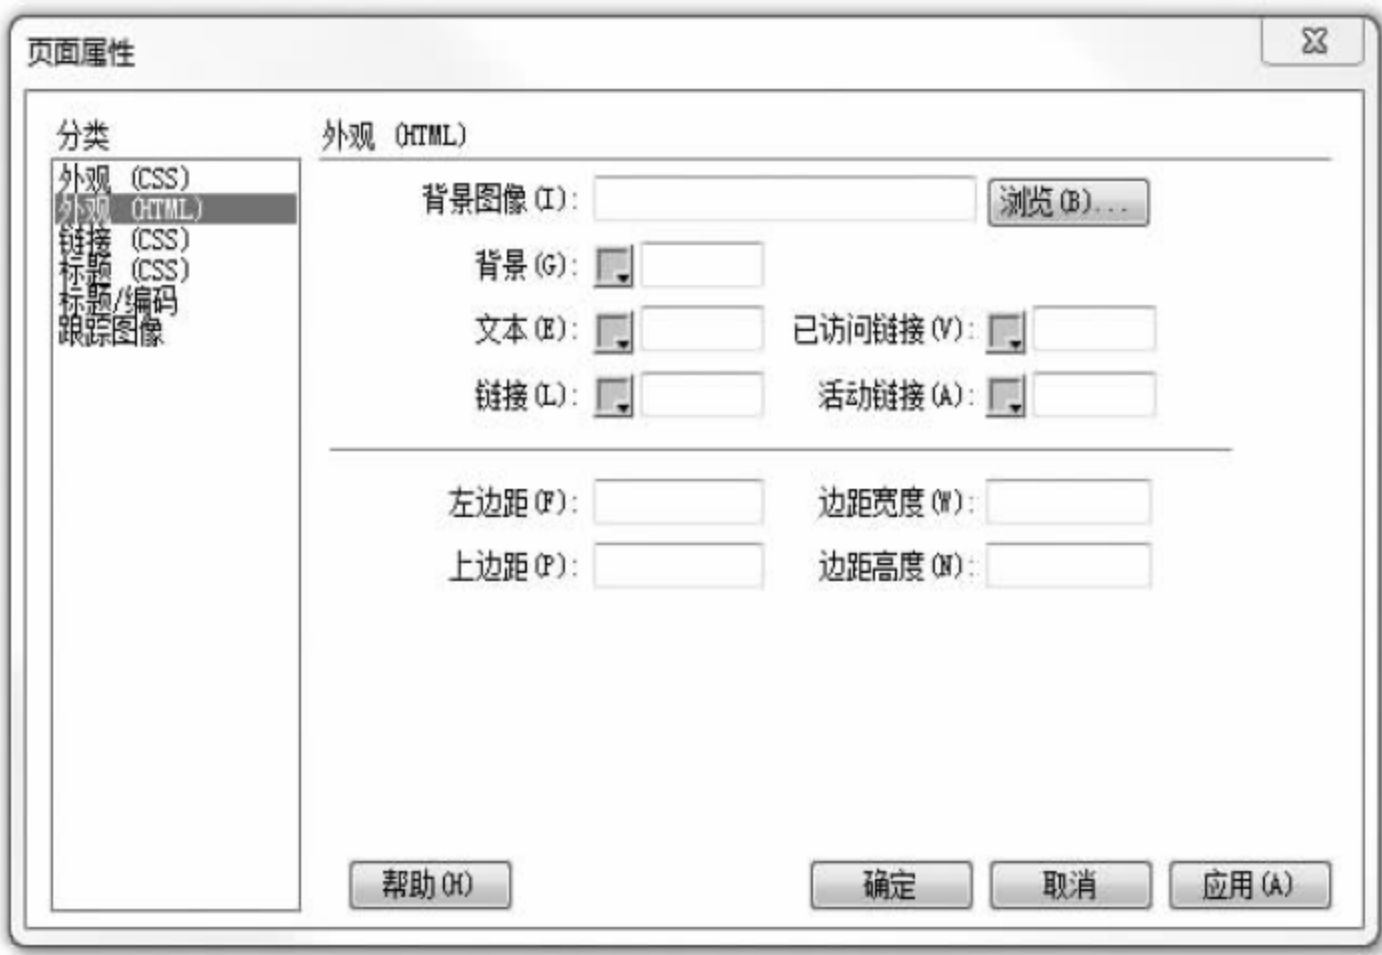 页面属性
分类
外观 (CSS)
外观 (HTML)
链接 (CSS)
标题 (CSS)
标题/编码
跟踪图像
外观 (HTML)
背景图像(I): 浏览(B)...
背景(G):
文本(E): 已访问链接(V):
链接(L): 活动链接(A):
左边距(F): 边距宽度(W):
上边距(P): 边距高度(N):
帮助(H) 确定 取消 应用(A)